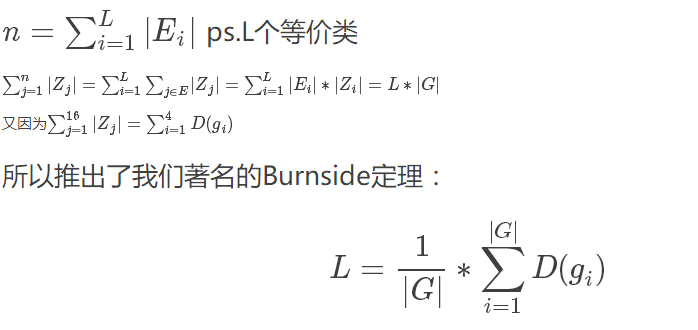 n = ∑_{i=1}^{L} |E_i| ps.L个等价类
∑_{j=1}^{n} |Z_j| = ∑_{i=1}^{L} ∑_{j∈E} |Z_j| = ∑_{i=1}^{L} |E_i| * |Z_i| = L * |G|
又因为∑_{j=1}^{16} |Z_j| = ∑_{i=1}^{4} D(g_i)
所以推出了我们著名的Burnside定理：
L = \frac{1}{|G|} * ∑_{i=1}^{|G|} D(g_i)